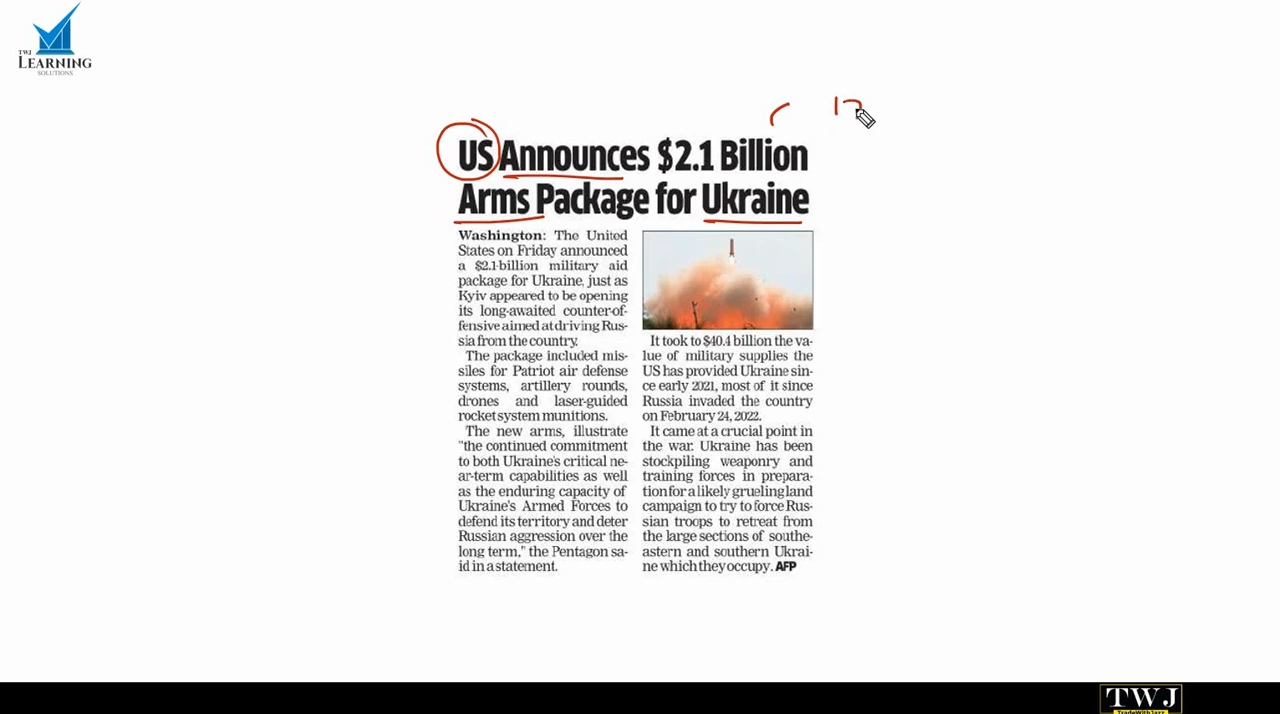 TWJ
LEARNING
SOLUTIONS
US Announces $2.1 Billion
Arms Package for Ukraine
Washington: The United
States on Friday announced
a $2.1-billion military aid
package for Ukraine, just as
Kyiv appeared to be opening
its long-awaited counter-of-
fensive aimed at driving Rus-
sia from the country.
The package included mis-
siles for Patriot air defense
systems, artillery rounds,
drones and laser-guided
rocket system munitions.
The new arms, illustrate
"the continued commitment
to both Ukraine's critical ne-
ar-term capabilities as well
as the enduring capacity of
Ukraine's Armed Forces to
defend its territory and deter
Russian aggression over the
long term," the Pentagon sa-
id in a statement.
It took to $40.4 billion the va-
lue of military supplies the
US has provided Ukraine sin-
ce early 2021, most of it since
Russia invaded the country
on February 24, 2022.
It came at a crucial point in
the war. Ukraine has been
stockpiling weaponry and
training forces in prepara-
tion for a likely grueling land
campaign to try to force Rus-
sian troops to retreat from
the large sections of southe-
astern and southern Ukrai-
ne which they occupy. AFP
TWJ
TradeWithJazz